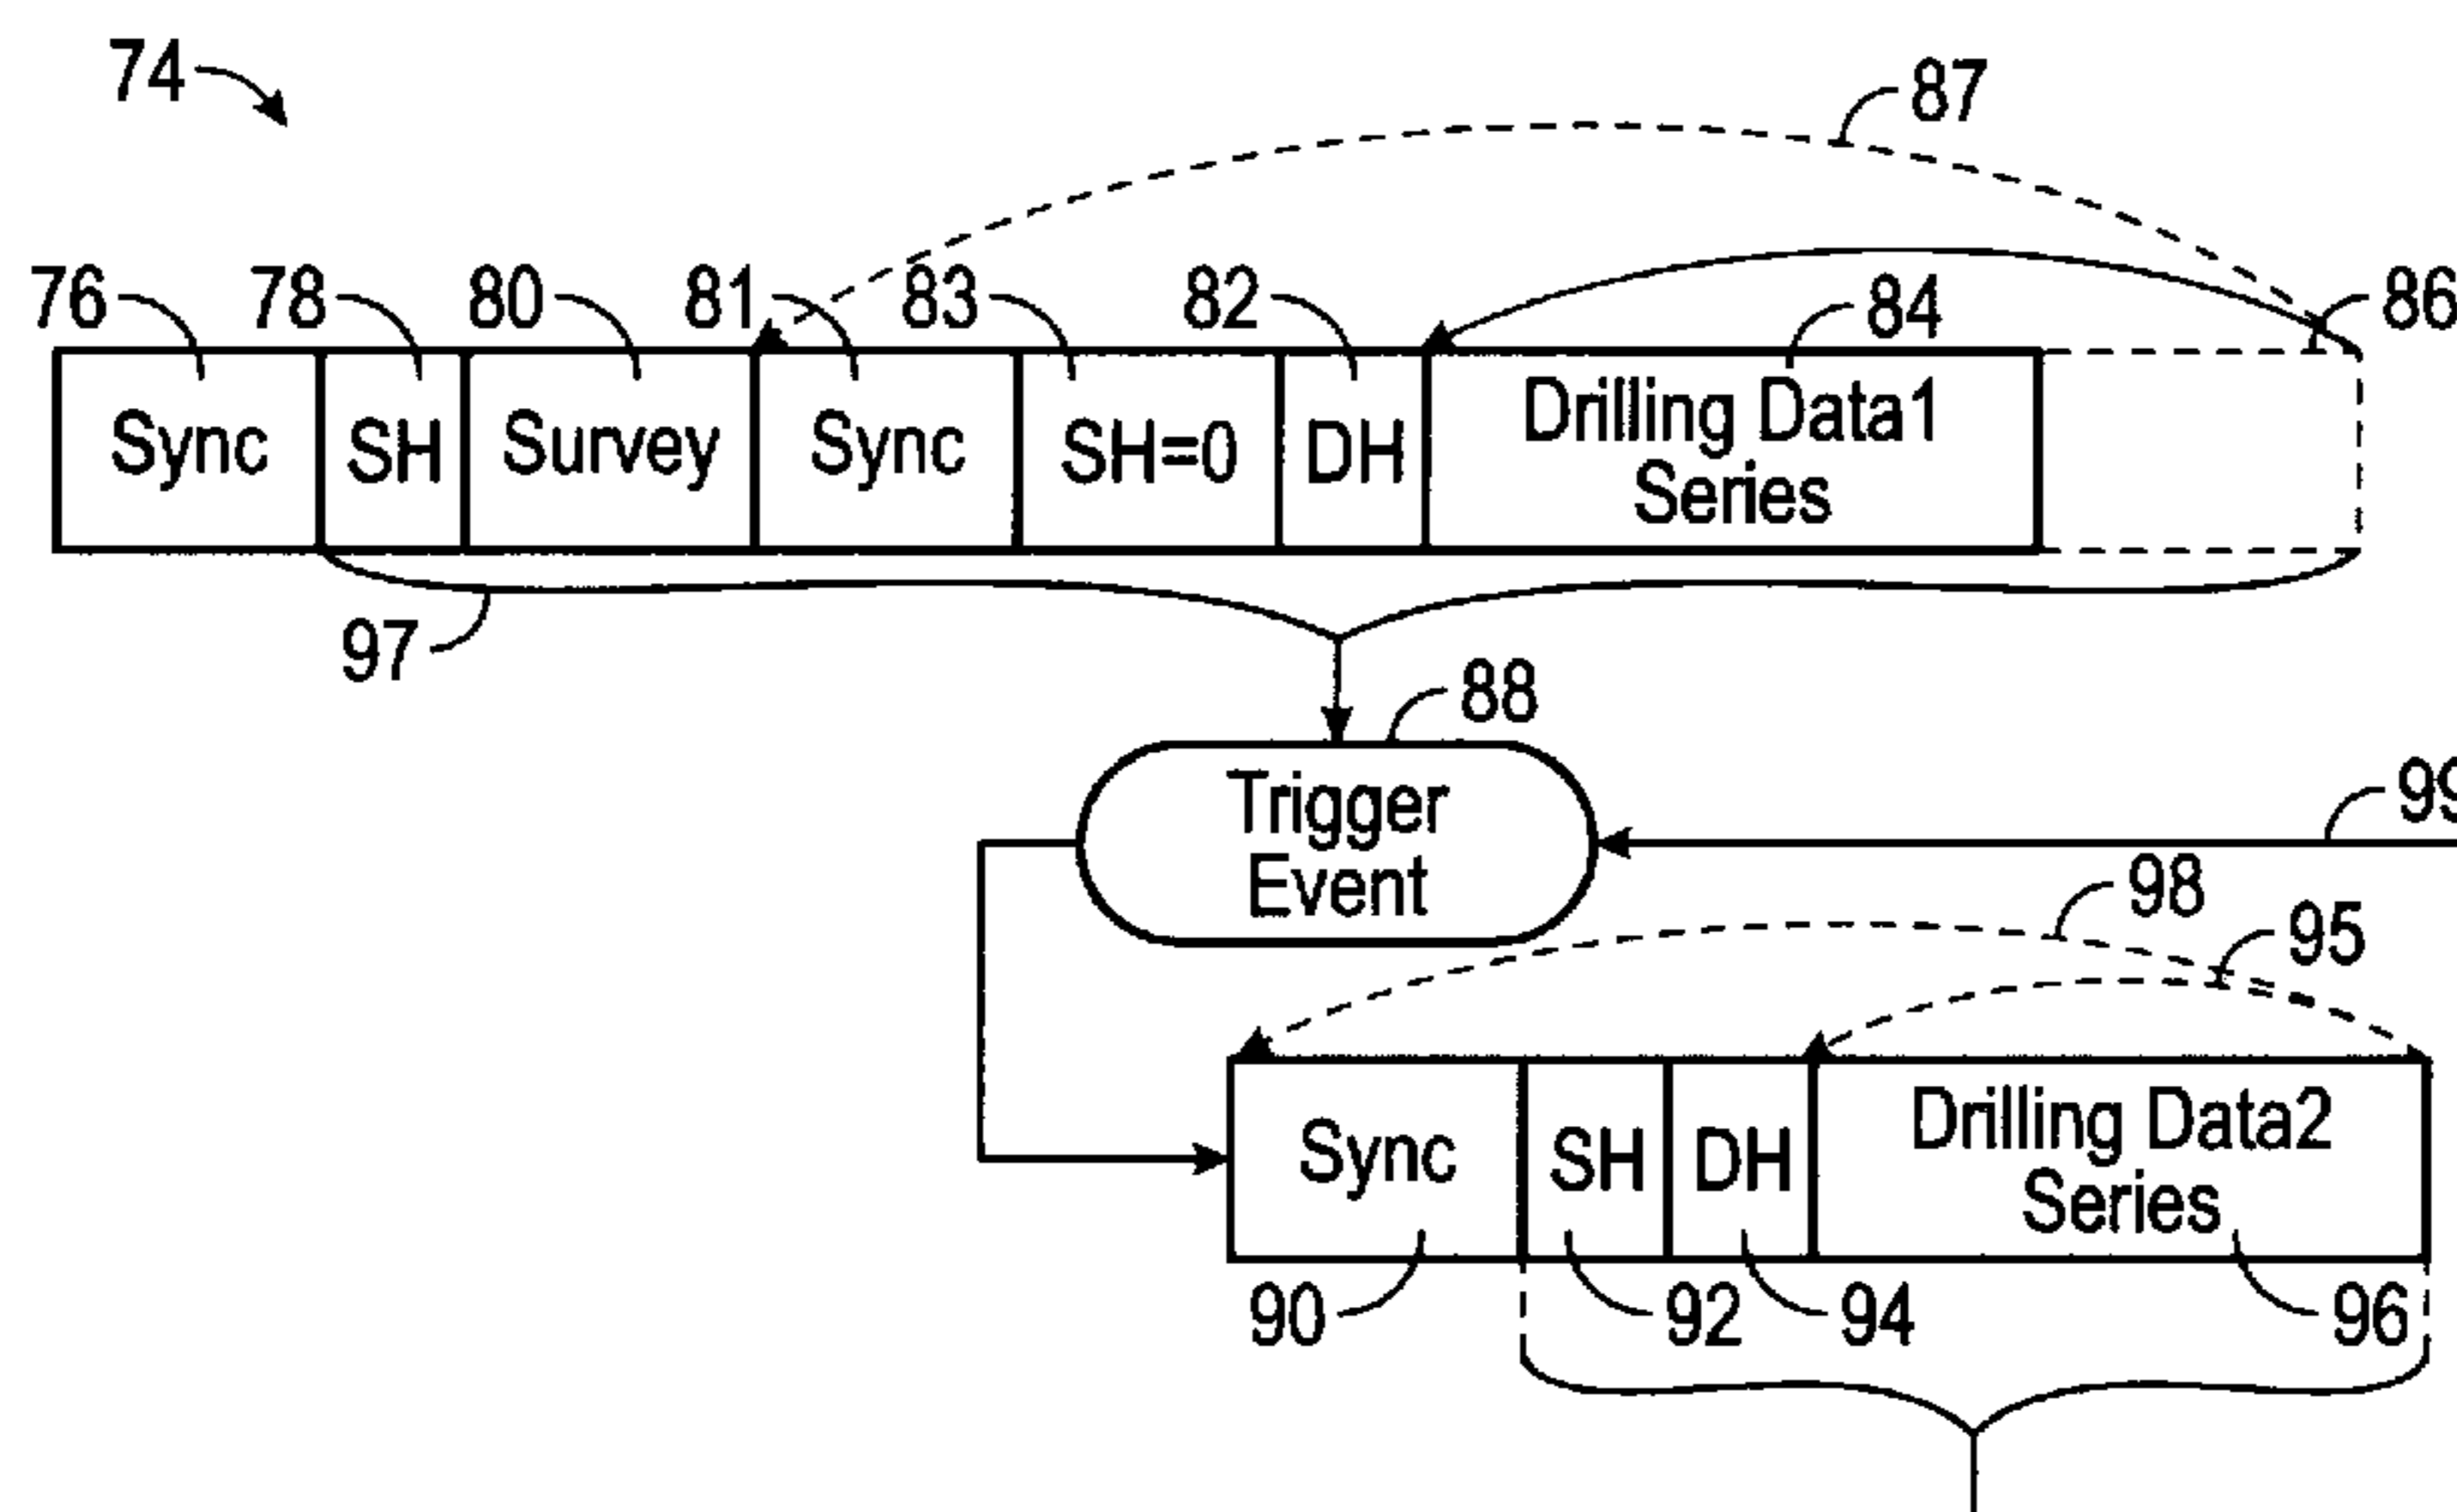 74
87
76 78 80 81 83 82 84 86
Sync SH Survey Sync SH=0 DH Drilling Data1
Series
97
88
Trigger
Event
99
98
95
Sync SH DH Drilling Data2
Series
90 92 94 96